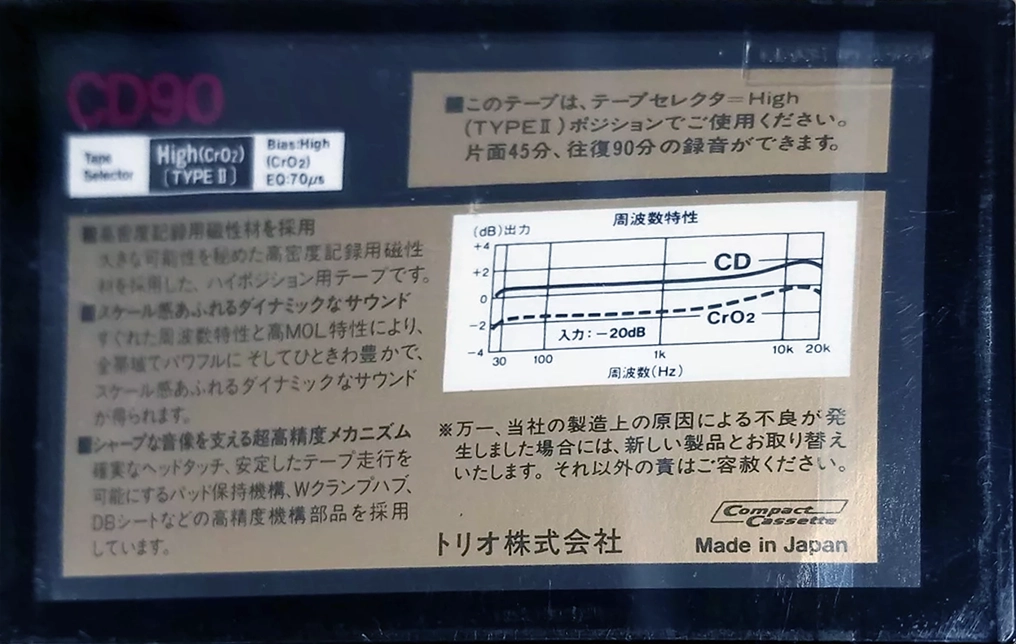 CD90
Tape
Selector
High(CrO₂)
(TYPE II)
Bias:High
(CrO₂)
EQ:70μs
■このテープは、テープセレクタ=High
(TYPE II)ポジションでご使用ください。
片面45分、往復90分の録音ができます。
■高密度記録用磁性材を採用
大きな可能性を秘めた高密度記録用磁性
材を採用した、ハイポジション用テープです。
■スケール感あふれるダイナミックなサウンド
すぐれた周波数特性と高MOL特性により、
全帯域でパワフルに そしてひときわ豊かで、
スケール感あふれるダイナミックなサウンド
が得られます。
■シャープな音像を支える超高精度メカニズム
確実なヘッドタッチ、安定したテープ走行を
可能にするパッド保持機構、Wクランプハブ、
DBシートなどの高精度機構部品を採用
しています。
周波数特性
(dB)出力
+4
+2
0
−2
−4
CD
CrO₂
入力:−20dB
30 100 1k 10k 20k
周波数(Hz)
※万一、当社の製造上の原因による不良が発
生しました場合には、新しい製品とお取り替え
いたします。それ以外の責はご容赦ください。
Compact
Cassette
トリオ株式会社
Made in Japan